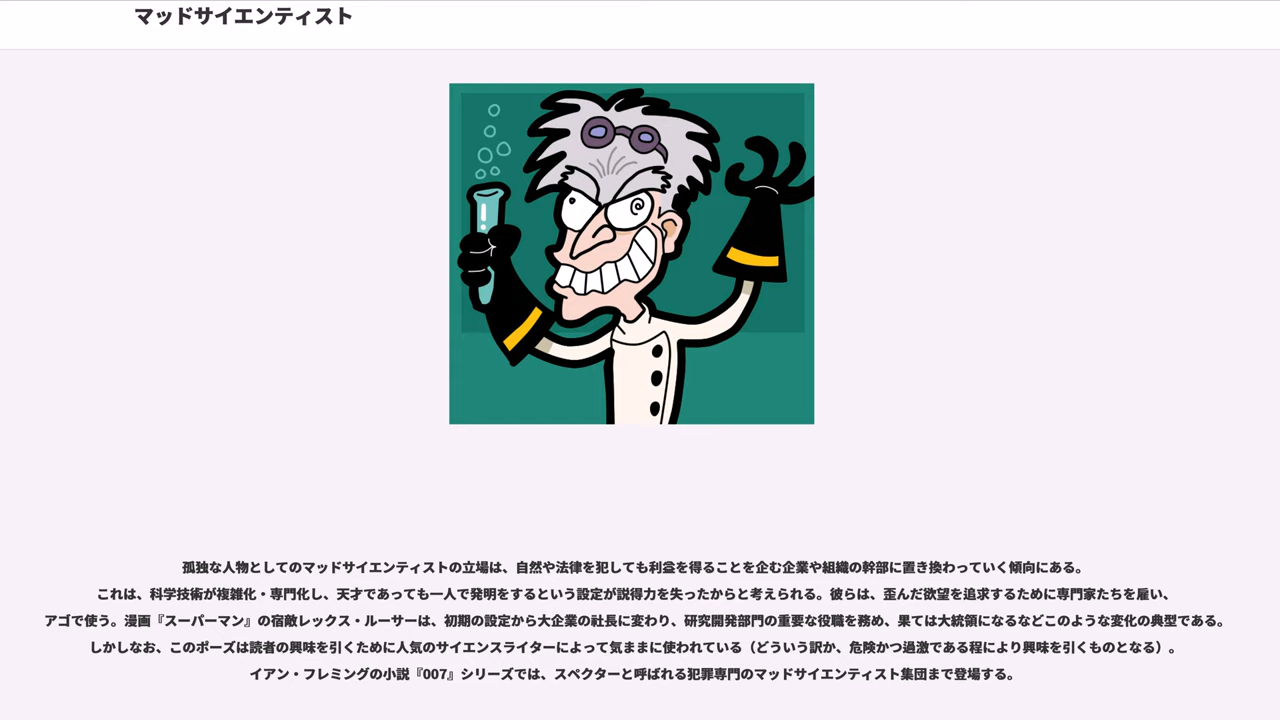 マッドサイエンティスト
孤独な人物としてのマッドサイエンティストの立場は、自然や法律を犯しても利益を得ることを企む企業や組織の幹部に置き換わっていく傾向にある。
これは、科学技術が複雑化・専門化し、天才であっても一人で発明をするという設定が説得力を失ったからと考えられる。彼らは、歪んだ欲望を追求するために専門家たちを雇い、
アゴで使う。漫画『スーパーマン』の宿敵レックス・ルーサーは、初期の設定から大企業の社長に変わり、研究開発部門の重要な役職を務め、果ては大統領になるなどこのような変化の典型である。
しかしなお、このポーズは読者の興味を引くために人気のサイエンスライターによって気ままに使われている（どういう訳か、危険かつ過激である程により興味を引くものとなる）。
イアン・フレミングの小説『007』シリーズでは、スペクターと呼ばれる犯罪専門のマッドサイエンティスト集団まで登場する。